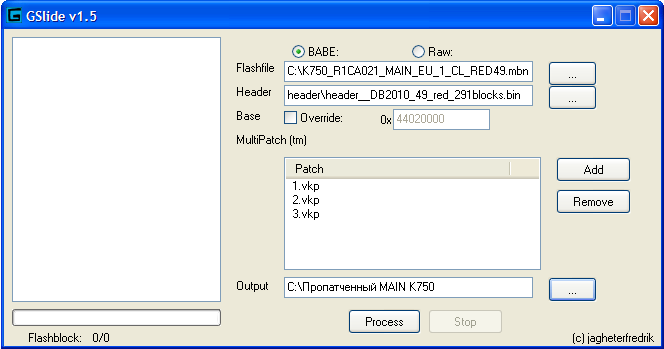 GSlide v1.5
BABE:
Raw:
Flashfile
C:\K750_R1CA021_MAIN_EU_1_CL_RED49.mbn
...
Header
header\header__DB2010_49_red_291blocks.bin
...
Base
Override:
0x
44020000
MultiPatch (tm)
Patch
1.vkp
2.vkp
3.vkp
Add
Remove
Output
C:\Пропатченный MAIN K750
...
Process
Stop
Flashblock: 0/0
(c) jagheterfredrik